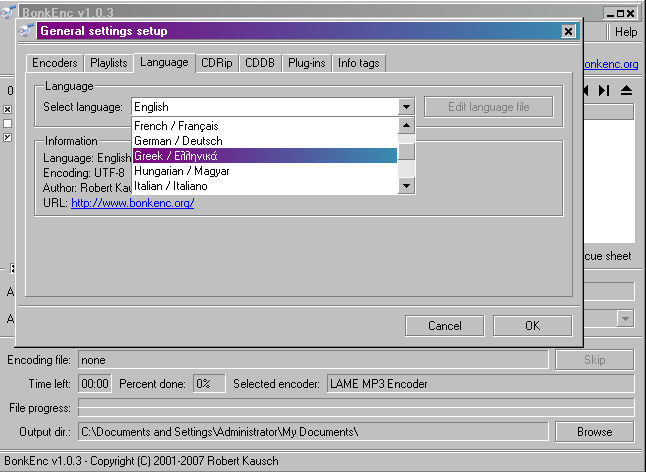 BonkEnc v1.0.3
General settings setup
Help
Encoders Playlists Language CDRip CDDB Plug-ins Info tags
onkenc.org
Language
Select language: English Edit language file
French / Français
German / Deutsch
Greek / Ελληνικά
Hungarian / Magyar
Italian / Italiano
Information
Language: English
Encoding: UTF-8
Author: Robert Kau
URL: http://www.bonkenc.org/
0
cue sheet
A
A
Cancel OK
Encoding file: none Skip
Time left: 00:00 Percent done: 0% Selected encoder: LAME MP3 Encoder
File progress:
Output dir.: C:\Documents and Settings\Administrator\My Documents\ Browse
BonkEnc v1.0.3 - Copyright (C) 2001-2007 Robert Kausch